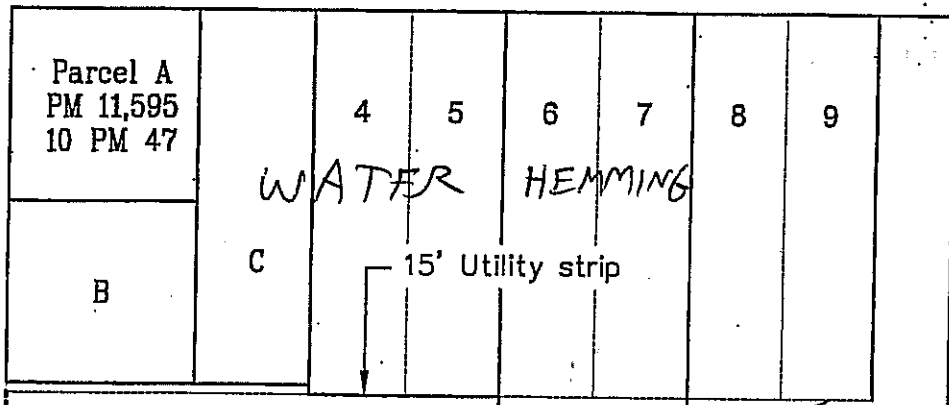 Parcel A
PM 11,595
10 PM 47
4 5 6 7 8 9
WATER HEMMING
B
C
15' Utility strip